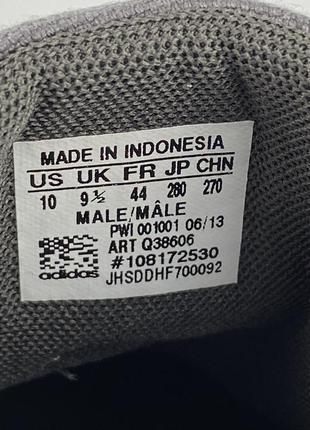 MADE IN INDONESIA
US UK FR JP CHN
10 9½ 44 280 270
MALE/MÂLE
PWI 001001 06/13
ART Q38606
#108172530
adidas JHSDDHF700092